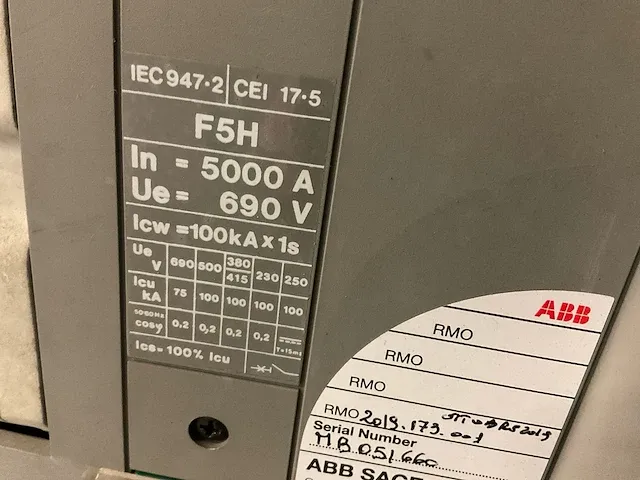 IEC 947-2 CEI 17-5
F5H
In = 5000 A
Ue = 690 V
Icw =100kA x 1s
Ue V 690 500 380/415 230 250
Icu kA 75 100 100 100 100
50-60Hz
cosφ 0,2 0,2 0,2 0,2 T=15ms
Ics=100% Icu
ABB
RMO
RMO
RMO
RMO 2019.179.001
Serial Number
MB051660
ABB SACE